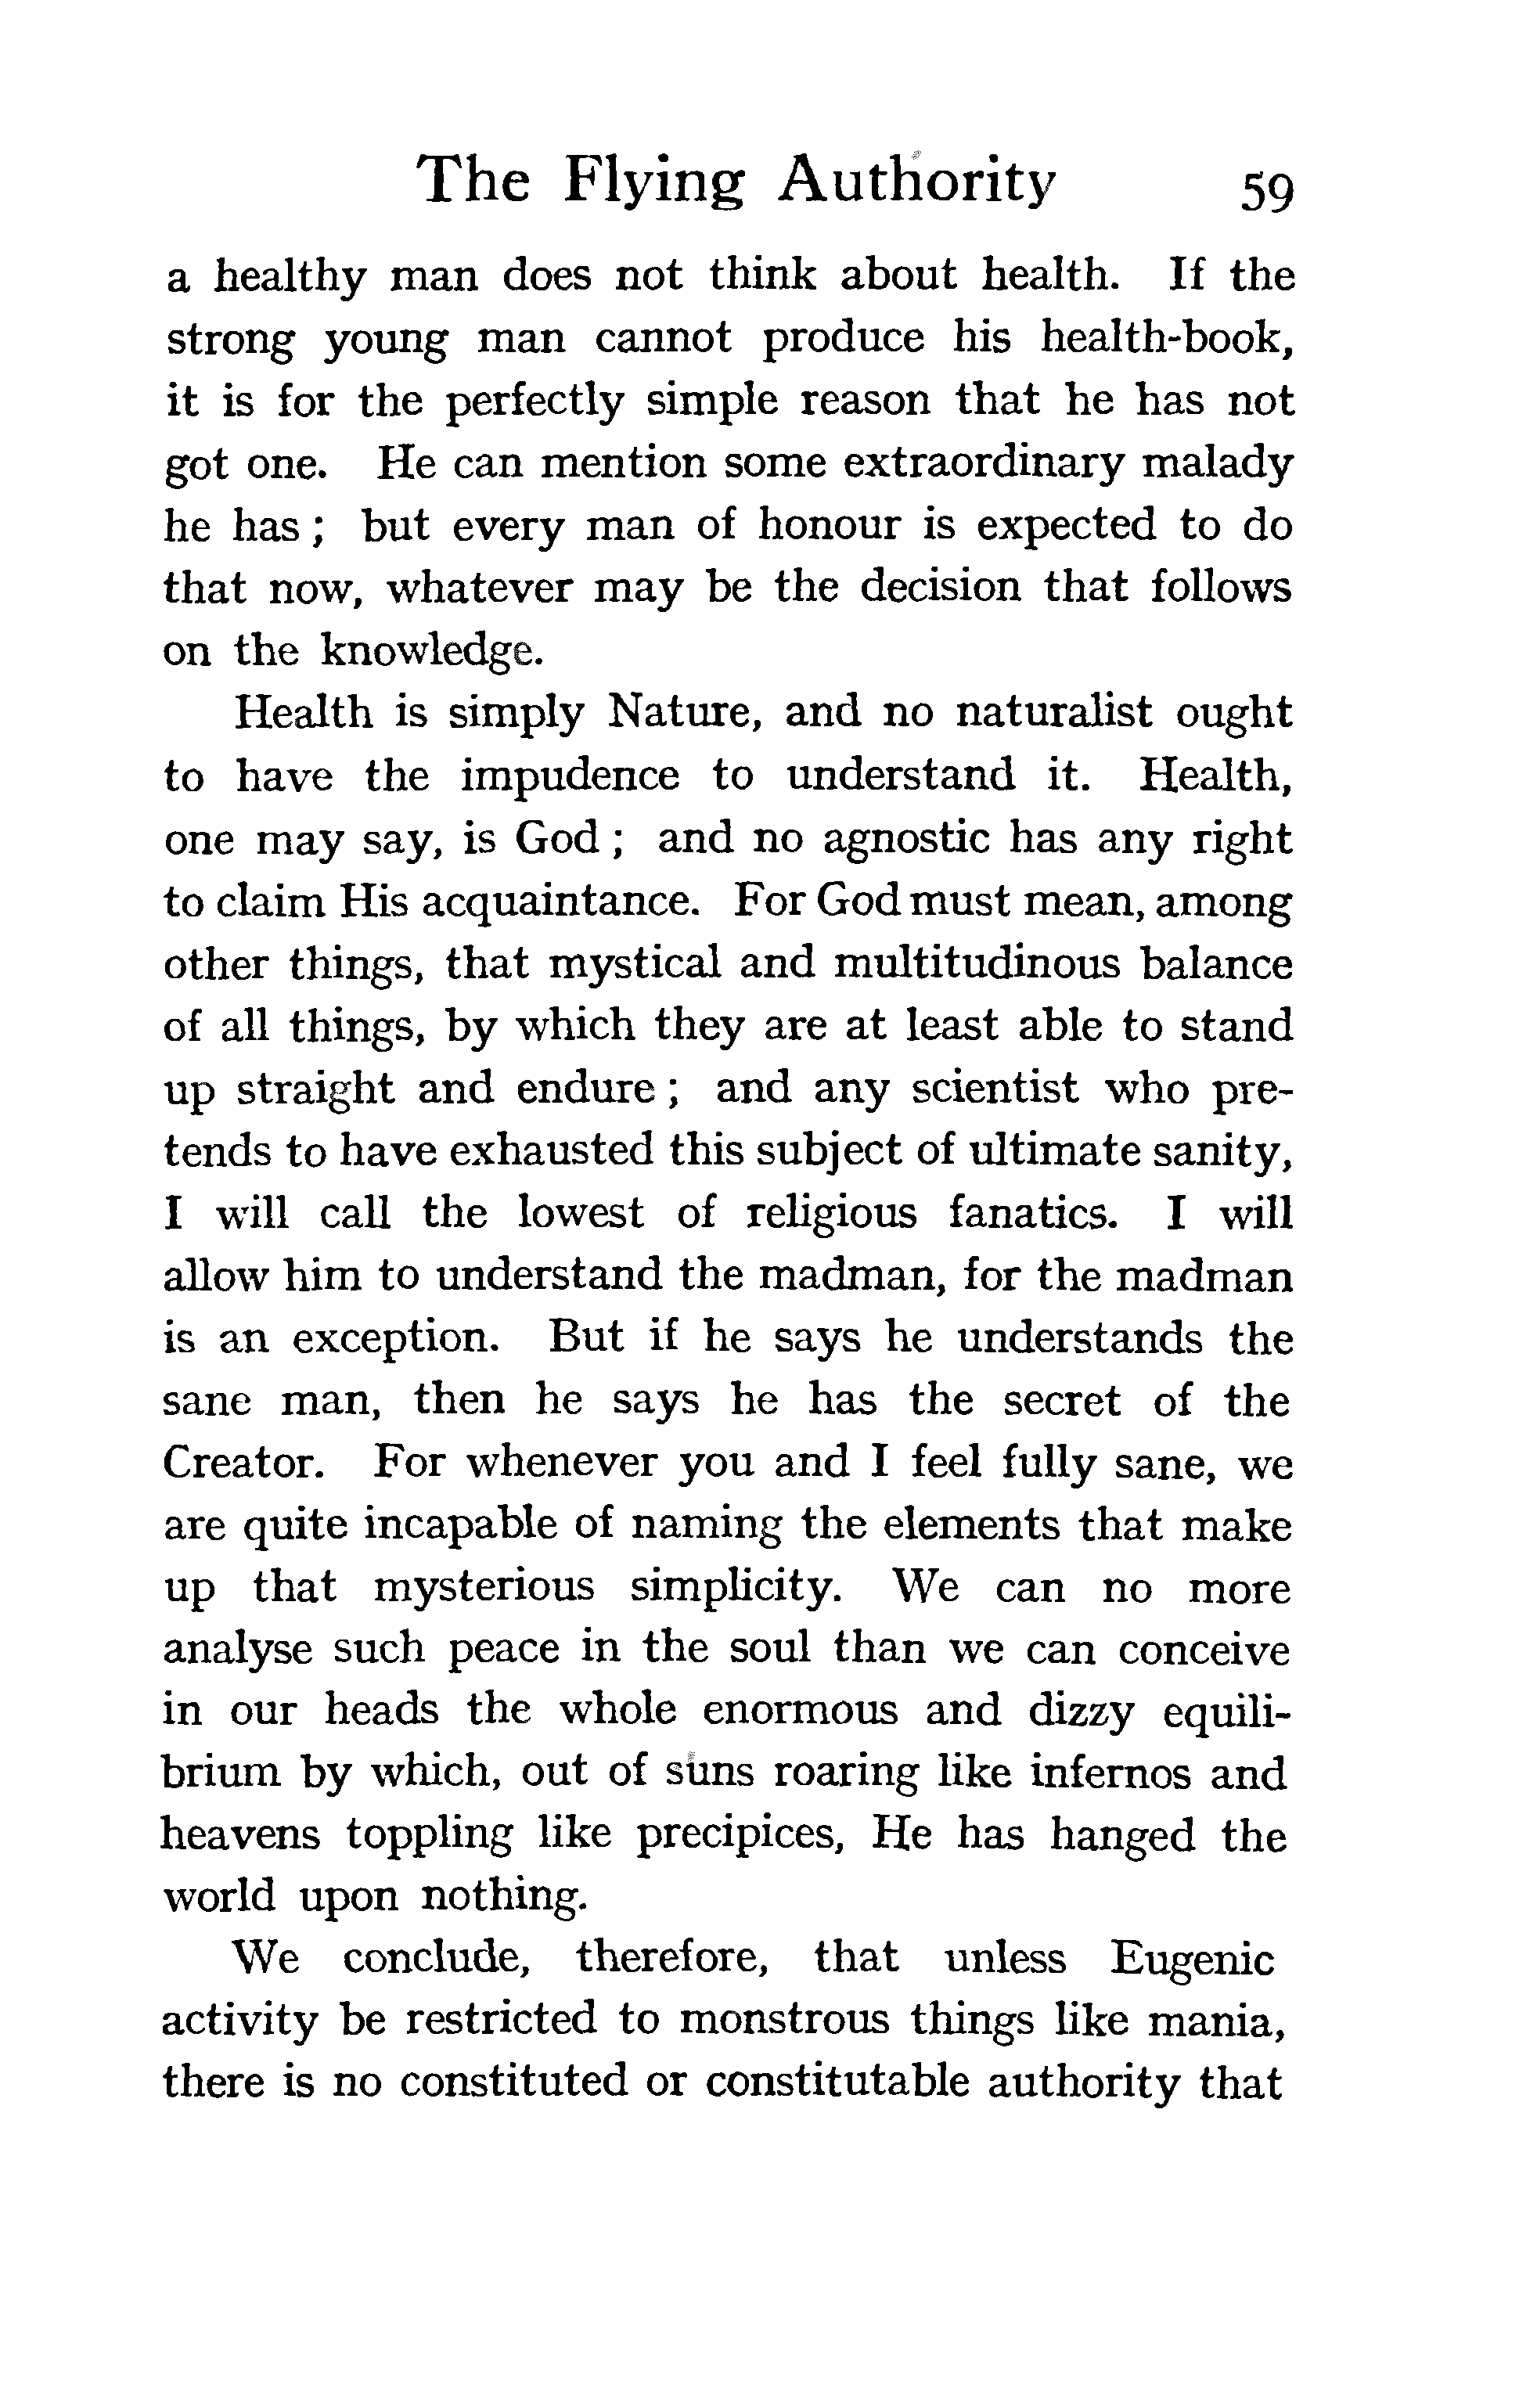 The Flying Authority 59
a healthy man does not think about health. If the
strong young man cannot produce his health-book,
it is for the perfectly simple reason that he has not
got one. He can mention some extraordinary malady
he has ; but every man of honour is expected to do
that now, whatever may be the decision that follows
on the knowledge.
Health is simply Nature, and no naturalist ought
to have the impudence to understand it. Health,
one may say, is God ; and no agnostic has any right
to claim His acquaintance. For God must mean, among
other things, that mystical and multitudinous balance
of all things, by which they are at least able to stand
up straight and endure ; and any scientist who pre-
tends to have exhausted this subject of ultimate sanity,
I will call the lowest of religious fanatics. I will
allow him to understand the madman, for the madman
is an exception. But if he says he understands the
sane man, then he says he has the secret of the
Creator. For whenever you and I feel fully sane, we
are quite incapable of naming the elements that make
up that mysterious simplicity. We can no more
analyse such peace in the soul than we can conceive
in our heads the whole enormous and dizzy equili-
brium by which, out of suns roaring like infernos and
heavens toppling like precipices, He has hanged the
world upon nothing.
We conclude, therefore, that unless Eugenic
activity be restricted to monstrous things like mania,
there is no constituted or constitutable authority that